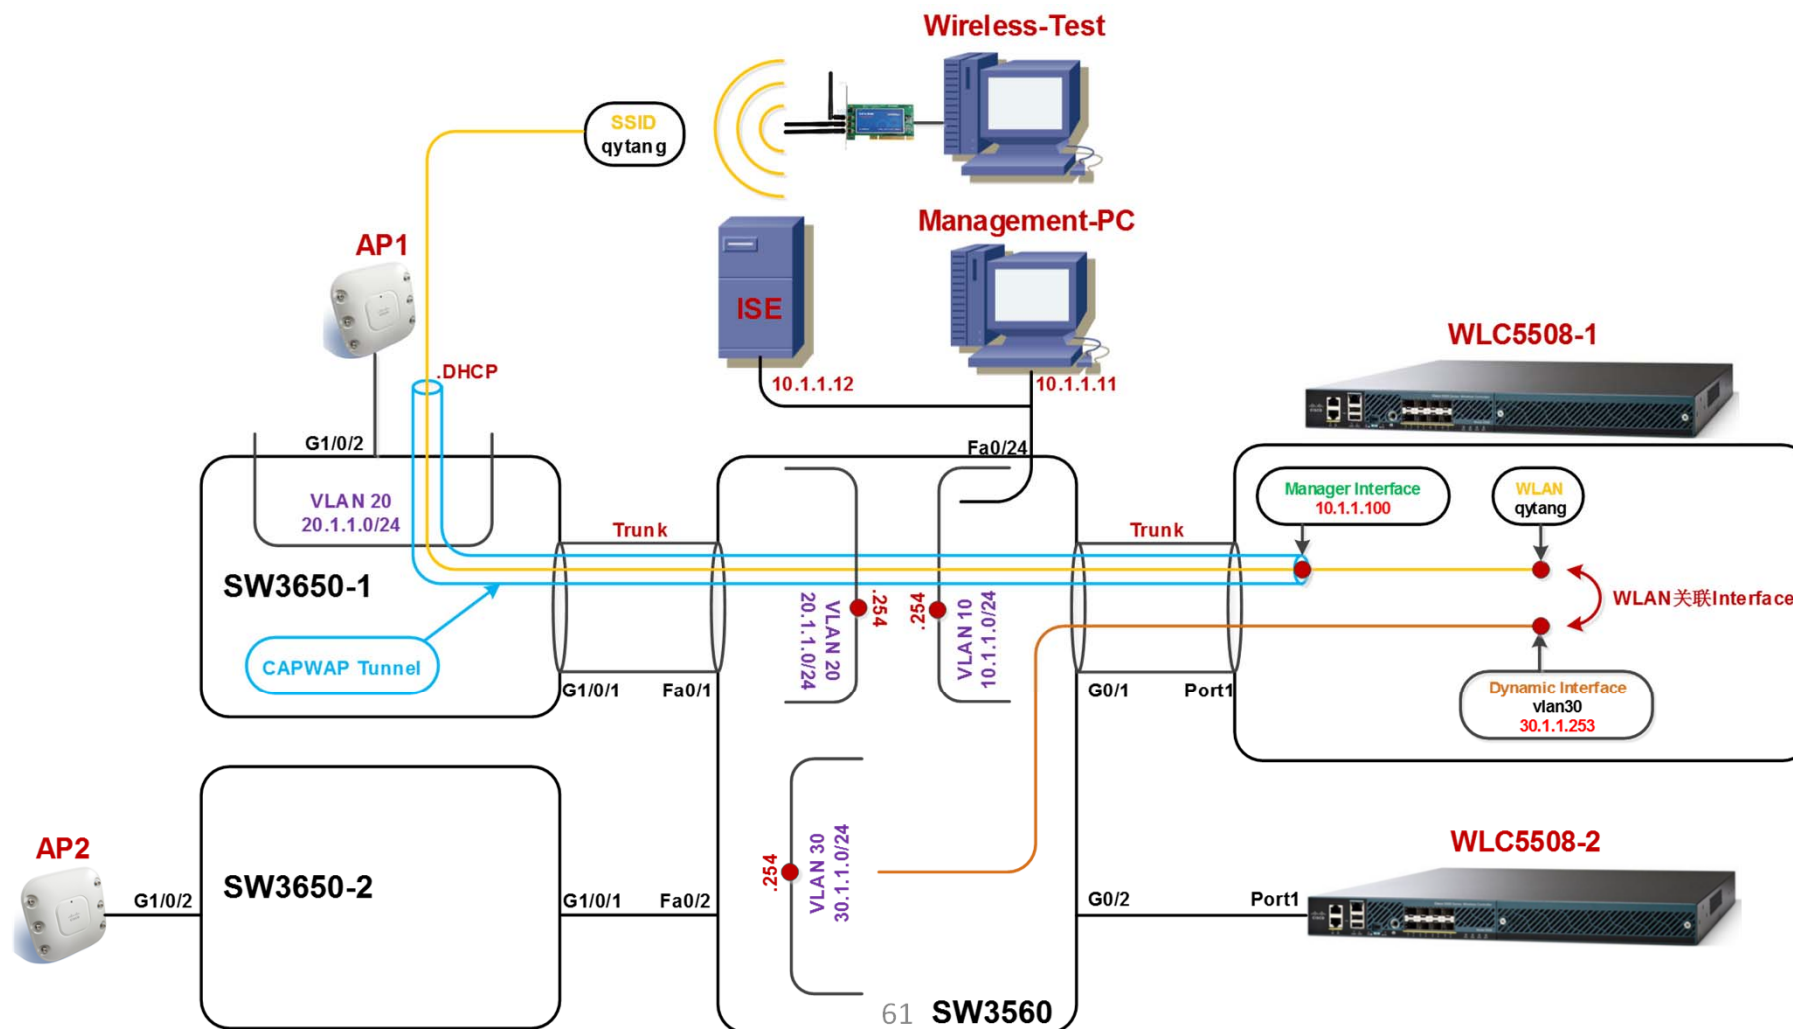 Wireless-Test
SSID
qytang
Management-PC
AP1
ISE
WLC5508-1
.DHCP
10.1.1.12
10.1.1.11
G1/0/2
Fa0/24
VLAN 20
20.1.1.0/24
Manager Interface
10.1.1.100
WLAN
qytang
Trunk
Trunk
SW3650-1
VLAN 20
20.1.1.0/24
.254
.254
VLAN 10
10.1.1.0/24
WLAN关联Interface
CAPWAP Tunnel
G1/0/1
Fa0/1
G0/1
Port1
Dynamic Interface
vlan30
30.1.1.253
AP2
SW3650-2
.254
VLAN 30
30.1.1.0/24
WLC5508-2
G1/0/2
G1/0/1
Fa0/2
G0/2
Port1
61
SW3560